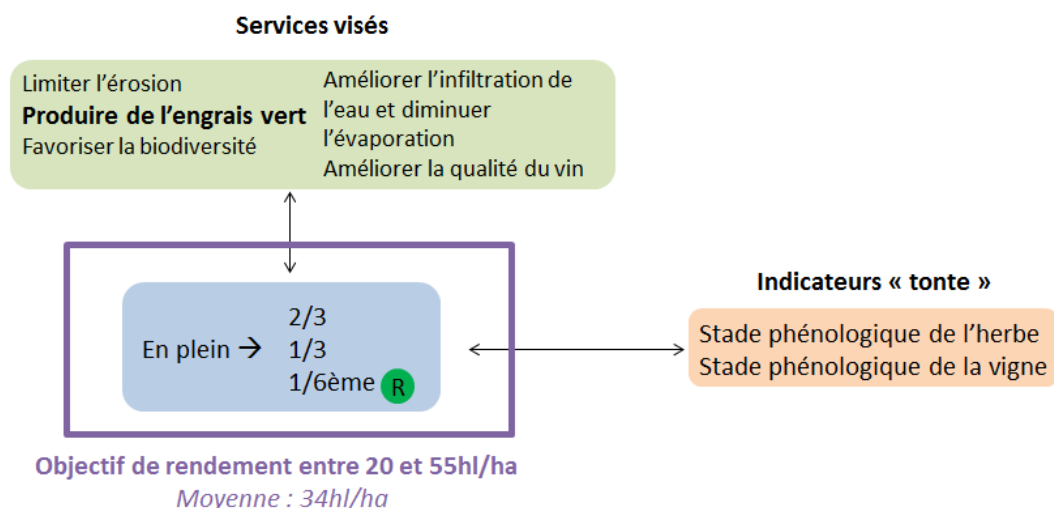 Services visés
Limiter l’érosion
Produire de l’engrais vert
Favoriser la biodiversité
Améliorer l’infiltration de
l’eau et diminuer
l’évaporation
Améliorer la qualité du vin
En plein →
2/3
1/3
1/6ème R
Indicateurs « tonte »
Stade phénologique de l’herbe
Stade phénologique de la vigne
Objectif de rendement entre 20 et 55hl/ha
Moyenne : 34hl/ha